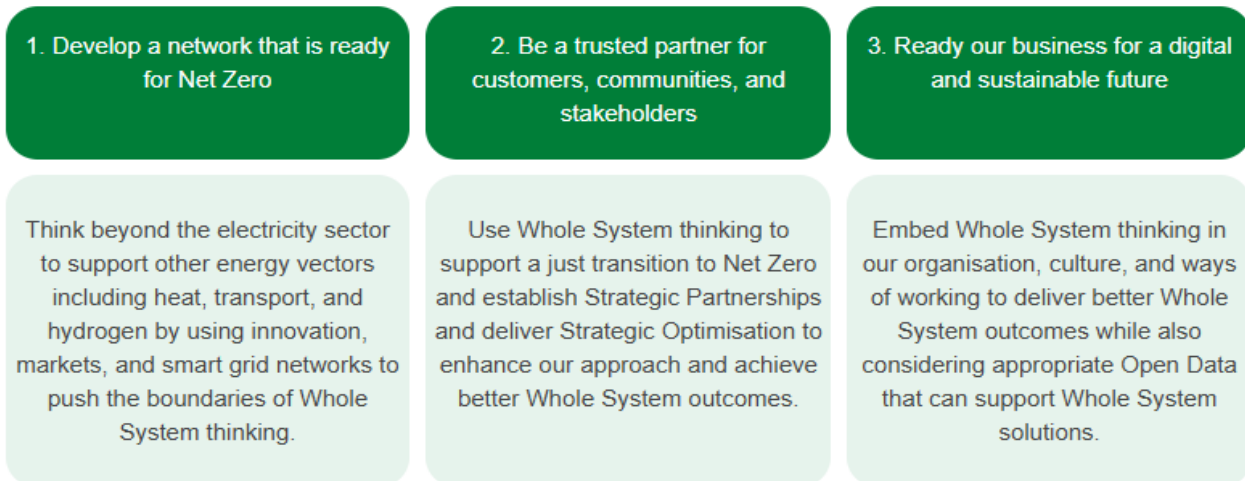 1. Develop a network that is ready
for Net Zero
2. Be a trusted partner for
customers, communities, and
stakeholders
3. Ready our business for a digital
and sustainable future
Think beyond the electricity sector
to support other energy vectors
including heat, transport, and
hydrogen by using innovation,
markets, and smart grid networks to
push the boundaries of Whole
System thinking.
Use Whole System thinking to
support a just transition to Net Zero
and establish Strategic Partnerships
and deliver Strategic Optimisation to
enhance our approach and achieve
better Whole System outcomes.
Embed Whole System thinking in
our organisation, culture, and ways
of working to deliver better Whole
System outcomes while also
considering appropriate Open Data
that can support Whole System
solutions.